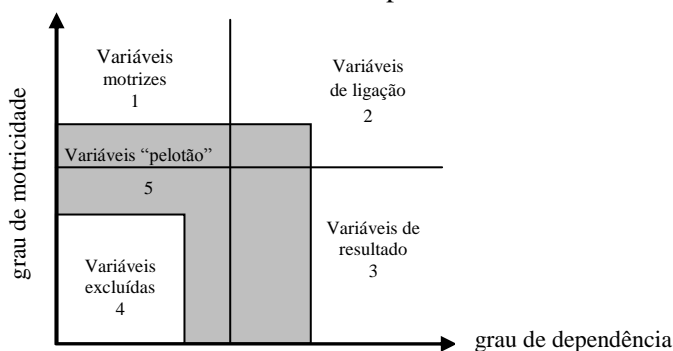 Variáveis
motrizes
1
Variáveis
de ligação
2
Variáveis “pelotão”
5
Variáveis de
resultado
3
Variáveis
excluídas
4
grau de motricidade
grau de dependência